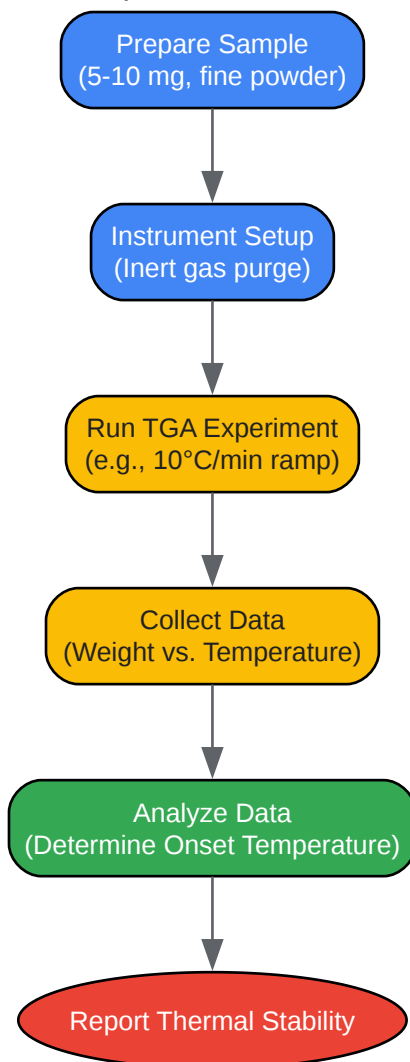 Prepare Sample
(5-10 mg, fine powder)
Instrument Setup
(Inert gas purge)
Run TGA Experiment
(e.g., 10°C/min ramp)
Collect Data
(Weight vs. Temperature)
Analyze Data
(Determine Onset Temperature)
Report Thermal Stability